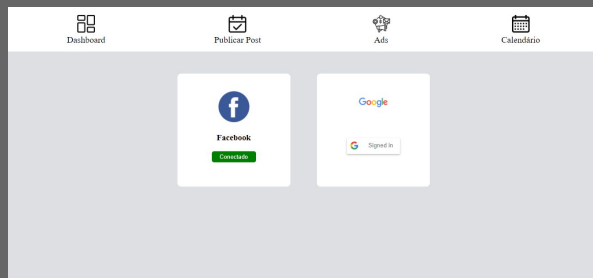 Dashboard
Publicar Post
Ads
Calendário
Facebook
Conectado
Google
Signed in